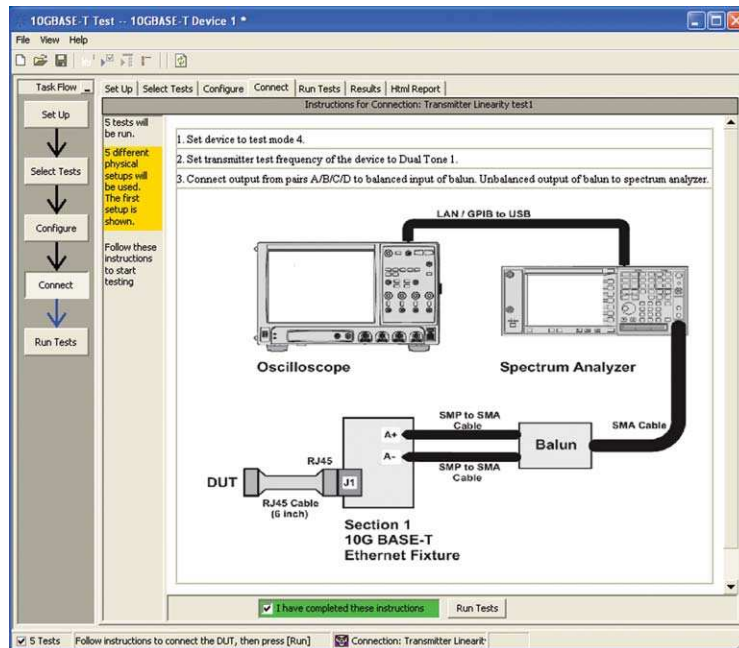 10GBASE-T Test -- 10GBASE-T Device 1 *
File View Help
Task Flow
Set Up
Select Tests
Configure
Connect
Run Tests
Set Up Select Tests Configure Connect Run Tests Results Html Report
Instructions for Connection: Transmitter Linearity test1
5 tests will
be run.
5 different
physical
setups will
be used.
The first
setup is
shown.
Follow these
instructions
to start
testing
1. Set device to test mode 4.
2. Set transmitter test frequency of the device to Dual Tone 1.
3. Connect output from pairs A/B/C/D to balanced input of balun. Unbalanced output of balun to spectrum analyzer.
LAN / GPIB to USB
Oscilloscope
Spectrum Analyzer
SMP to SMA
Cable
A+
A-
SMP to SMA
Cable
Balun
SMA Cable
DUT
RJ45
J1
RJ45 Cable
(6 inch)
Section 1
10G BASE-T
Ethernet Fixture
I have completed these instructions
Run Tests
5 Tests
Follow instructions to connect the DUT, then press [Run]
Connection: Transmitter Linearit